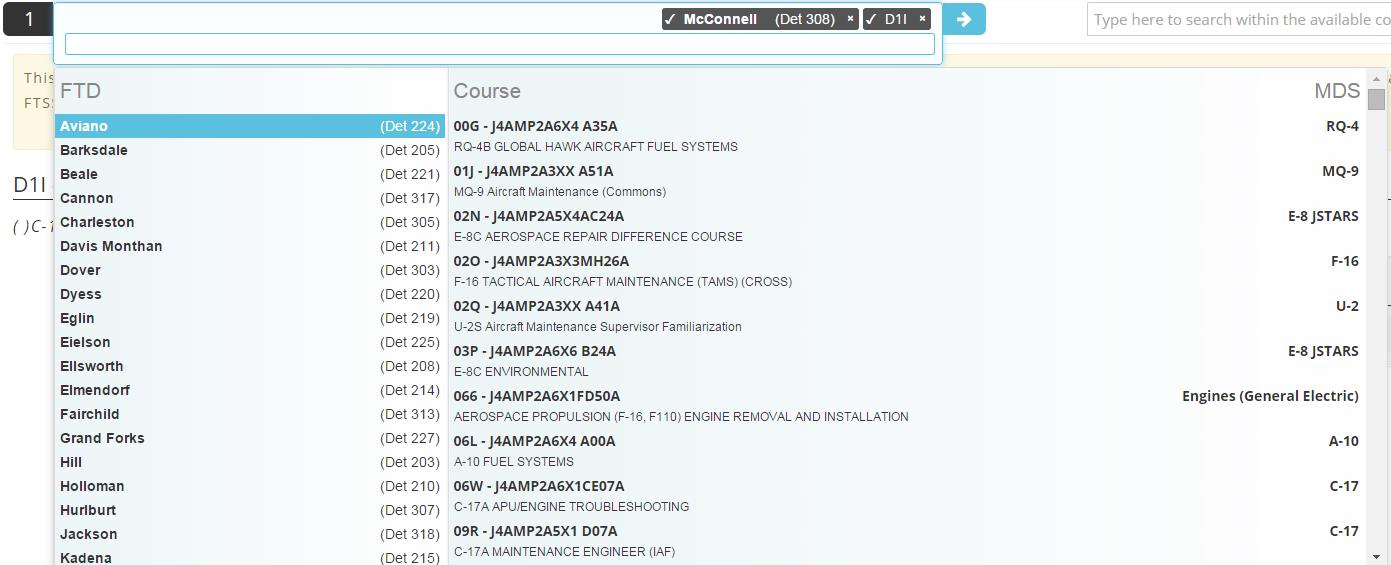 1
✓ McConnell (Det 308) × ✓ D1I ×
Type here to search within the available co
This
FTS
D1I
( )C-1
FTD
Aviano (Det 224)
Barksdale (Det 205)
Beale (Det 221)
Cannon (Det 317)
Charleston (Det 305)
Davis Monthan (Det 211)
Dover (Det 303)
Dyess (Det 220)
Eglin (Det 219)
Eielson (Det 225)
Ellsworth (Det 208)
Elmendorf (Det 214)
Fairchild (Det 313)
Grand Forks (Det 227)
Hill (Det 203)
Holloman (Det 210)
Hurlburt (Det 307)
Jackson (Det 318)
Kadena (Det 215)
Course MDS
00G - J4AMP2A6X4 A35A RQ-4
RQ-4B GLOBAL HAWK AIRCRAFT FUEL SYSTEMS
01J - J4AMP2A3XX A51A MQ-9
MQ-9 Aircraft Maintenance (Commons)
02N - J4AMP2A5X4AC24A E-8 JSTARS
E-8C AEROSPACE REPAIR DIFFERENCE COURSE
02O - J4AMP2A3X3MH26A F-16
F-16 TACTICAL AIRCRAFT MAINTENANCE (TAMS) (CROSS)
02Q - J4AMP2A3XX A41A U-2
U-2S Aircraft Maintenance Supervisor Familiarization
03P - J4AMP2A6X6 B24A E-8 JSTARS
E-8C ENVIRONMENTAL
066 - J4AMP2A6X1FD50A Engines (General Electric)
AEROSPACE PROPULSION (F-16, F110) ENGINE REMOVAL AND INSTALLATION
06L - J4AMP2A6X4 A00A A-10
A-10 FUEL SYSTEMS
06W - J4AMP2A6X1CE07A C-17
C-17A APU/ENGINE TROUBLESHOOTING
09R - J4AMP2A5X1 D07A C-17
C-17A MAINTENANCE ENGINEER (IAF)